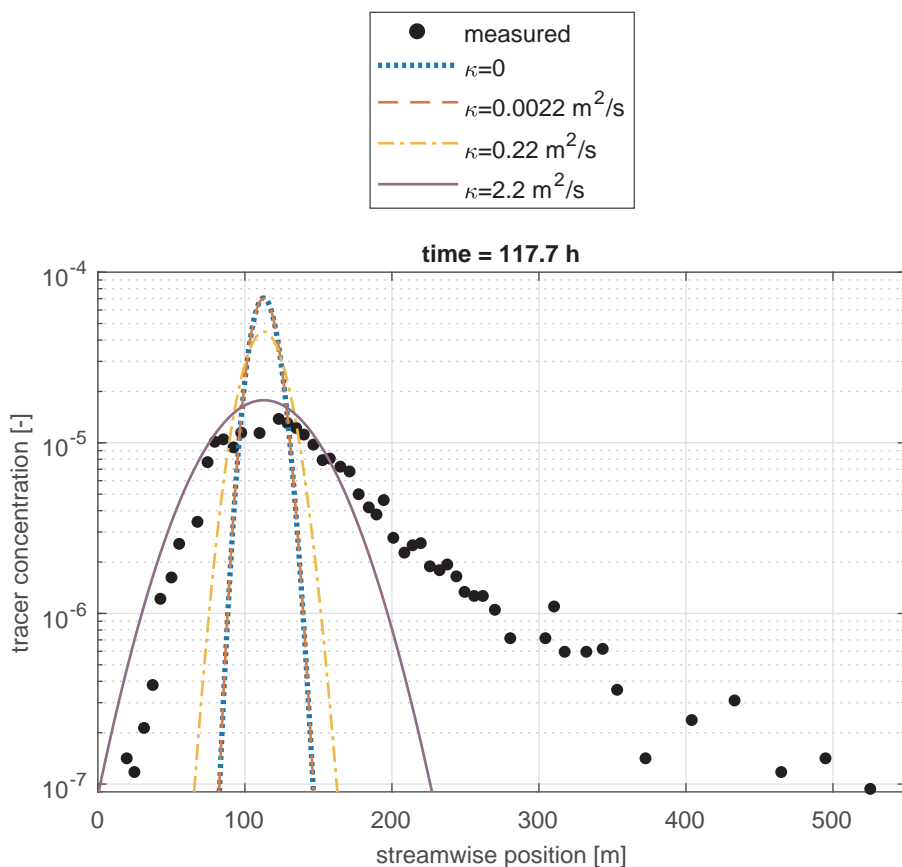 measured
κ=0
κ=0.0022 m²/s
κ=0.22 m²/s
κ=2.2 m²/s
time = 117.7 h
10⁻⁴
10⁻⁵
10⁻⁶
10⁻⁷
tracer concentration [-]
0 100 200 300 400 500
streamwise position [m]